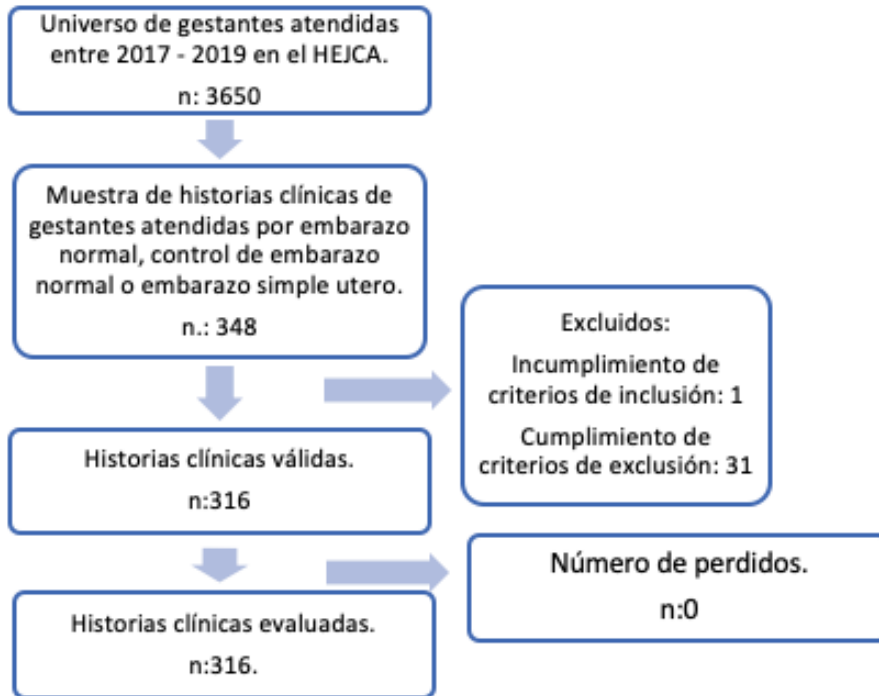 Universo de gestantes atendidas
entre 2017 - 2019 en el HEJCA.
n: 3650
Muestra de historias clínicas de
gestantes atendidas por embarazo
normal, control de embarazo
normal o embarazo simple utero.
n.: 348
Excluidos:
Incumplimiento de
criterios de inclusión: 1
Cumplimiento de
criterios de exclusión: 31
Historias clínicas válidas.
n:316
Número de perdidos.
n:0
Historias clínicas evaluadas.
n:316.